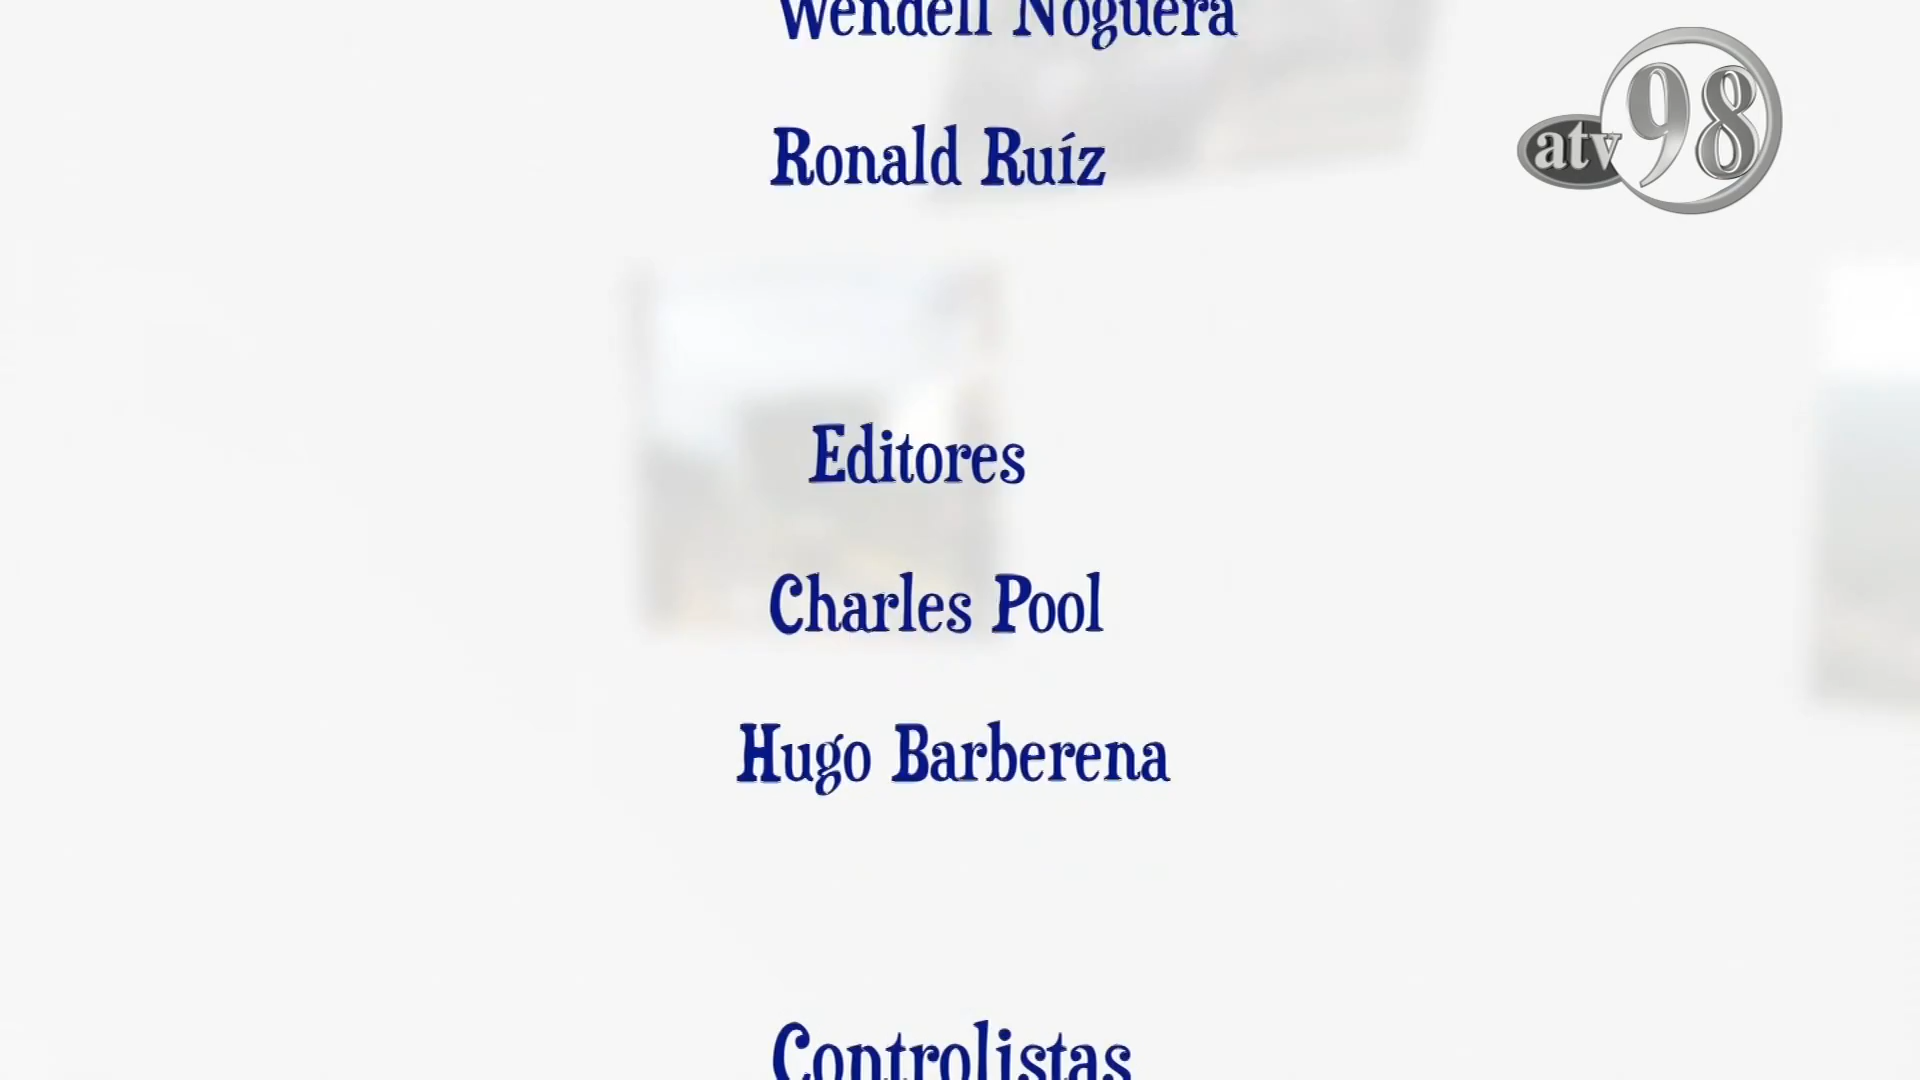 Wendell Noguera
Ronald Ruíz
atv 98
Editores
Charles Pool
Hugo Barberena
Controlistas